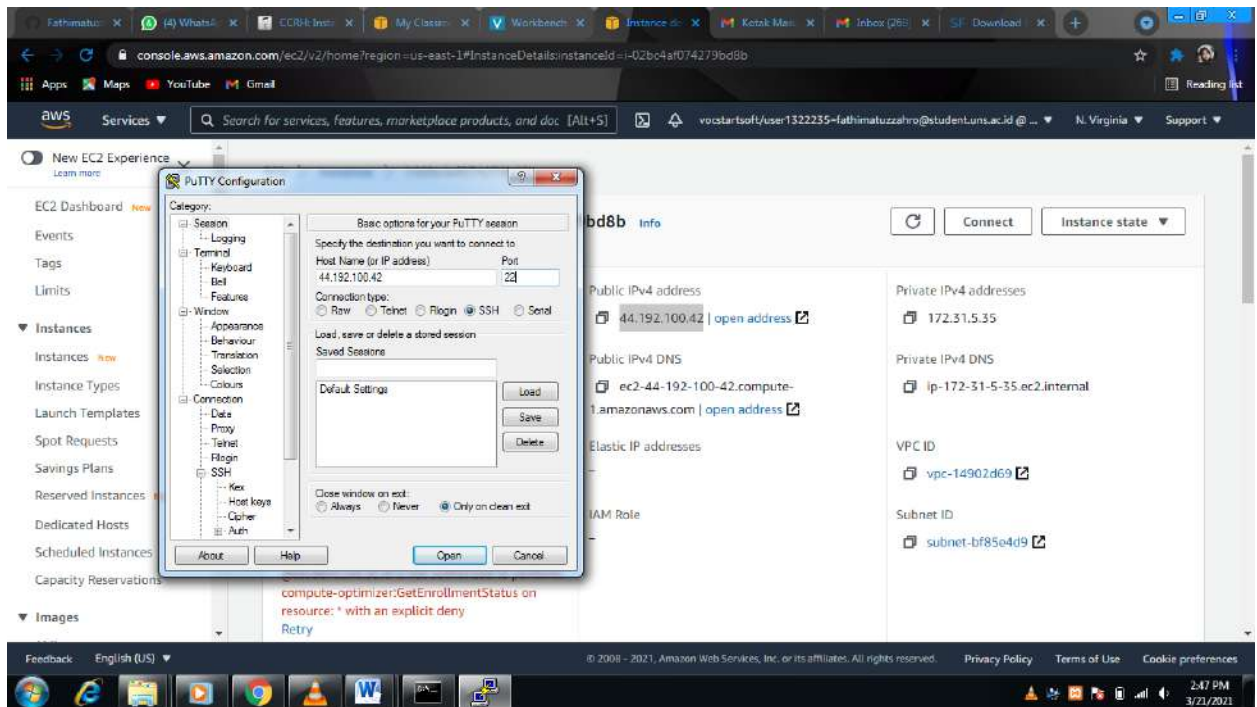 (4) WhatsA
My Classro
Workbench
Instance de
Kotak Mas
Inbox (26
Download
console.aws.amazon.com/ec2/v2/home?region=us-east-1#InstanceDetails:instanceId=i-02bc4af074279bd8b
Apps Maps YouTube Gmail Reading list
aws Services Search for services, features, marketplace products, and doc [Alt+S] vocstartsoft/user1322235=fathimatuzzahro@student.uns.ac.id @ ... N. Virginia Support
New EC2 Experience
Learn more
EC2 Dashboard New
Events
Tags
Limits
Instances
Instances New
Instance Types
Launch Templates
Spot Requests
Savings Plans
Reserved Instances
Dedicated Hosts
Scheduled Instances
Capacity Reservations
Images
PuTTY Configuration
Category:
Session
Logging
Terminal
Keyboard
Bell
Features
Window
Appearance
Behaviour
Translation
Selection
Colours
Connection
Data
Proxy
Telnet
Rlogin
SSH
Kex
Host keys
Cipher
Auth
Basic options for your PuTTY session
Specify the destination you want to connect to
Host Name (or IP address) Port
44.192.100.42 22
Connection type:
Raw Telnet Rlogin SSH Serial
Load, save or delete a stored session
Saved Sessions
Default Settings
Load
Save
Delete
Close window on exit:
Always Never Only on clean exit
About Help Open Cancel
bd8b Info
Connect Instance state
Public IPv4 address
44.192.100.42 | open address
Public IPv4 DNS
ec2-44-192-100-42.compute-
1.amazonaws.com | open address
Elastic IP addresses
–
IAM Role
–
Private IPv4 addresses
172.31.5.35
Private IPv4 DNS
ip-172-31-5-35.ec2.internal
VPC ID
vpc-14902d69
Subnet ID
subnet-bf85e4d9
compute-optimizer:GetEnrollmentStatus on
resource: * with an explicit deny
Retry
Feedback English (US) © 2008 - 2021, Amazon Web Services, Inc. or its affiliates. All rights reserved. Privacy Policy Terms of Use Cookie preferences
2:47 PM
3/21/2021